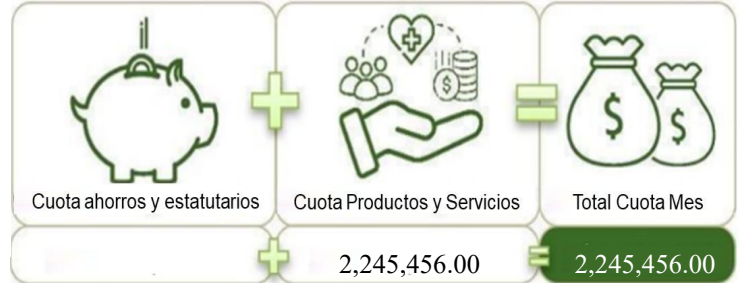 Cuota ahorros y estatutarios
Cuota Productos y Servicios
Total Cuota Mes
2,245,456.00
2,245,456.00